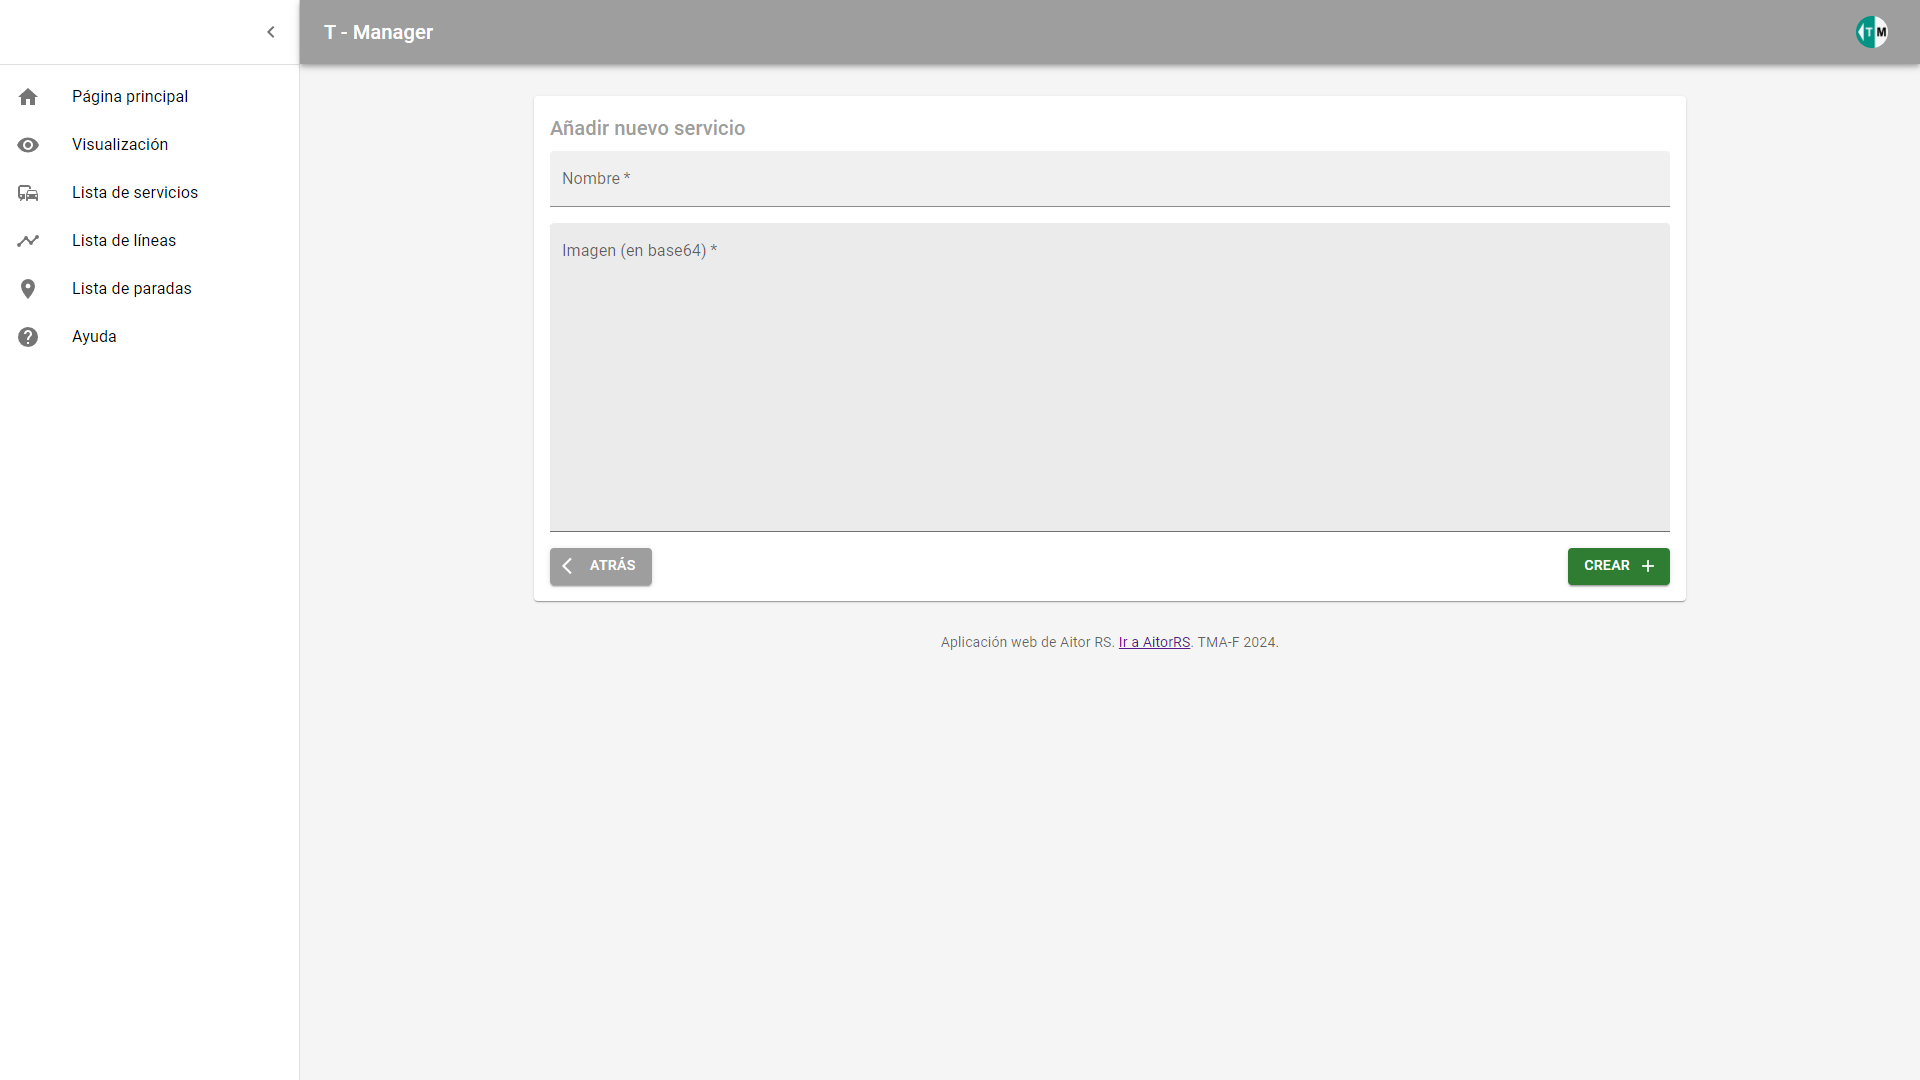 T - Manager
TM
Página principal
Visualización
Lista de servicios
Lista de líneas
Lista de paradas
Ayuda
Añadir nuevo servicio
Nombre *
Imagen (en base64) *
ATRÁS
CREAR
Aplicación web de Aitor RS. Ir a AitorRS. TMA-F 2024.